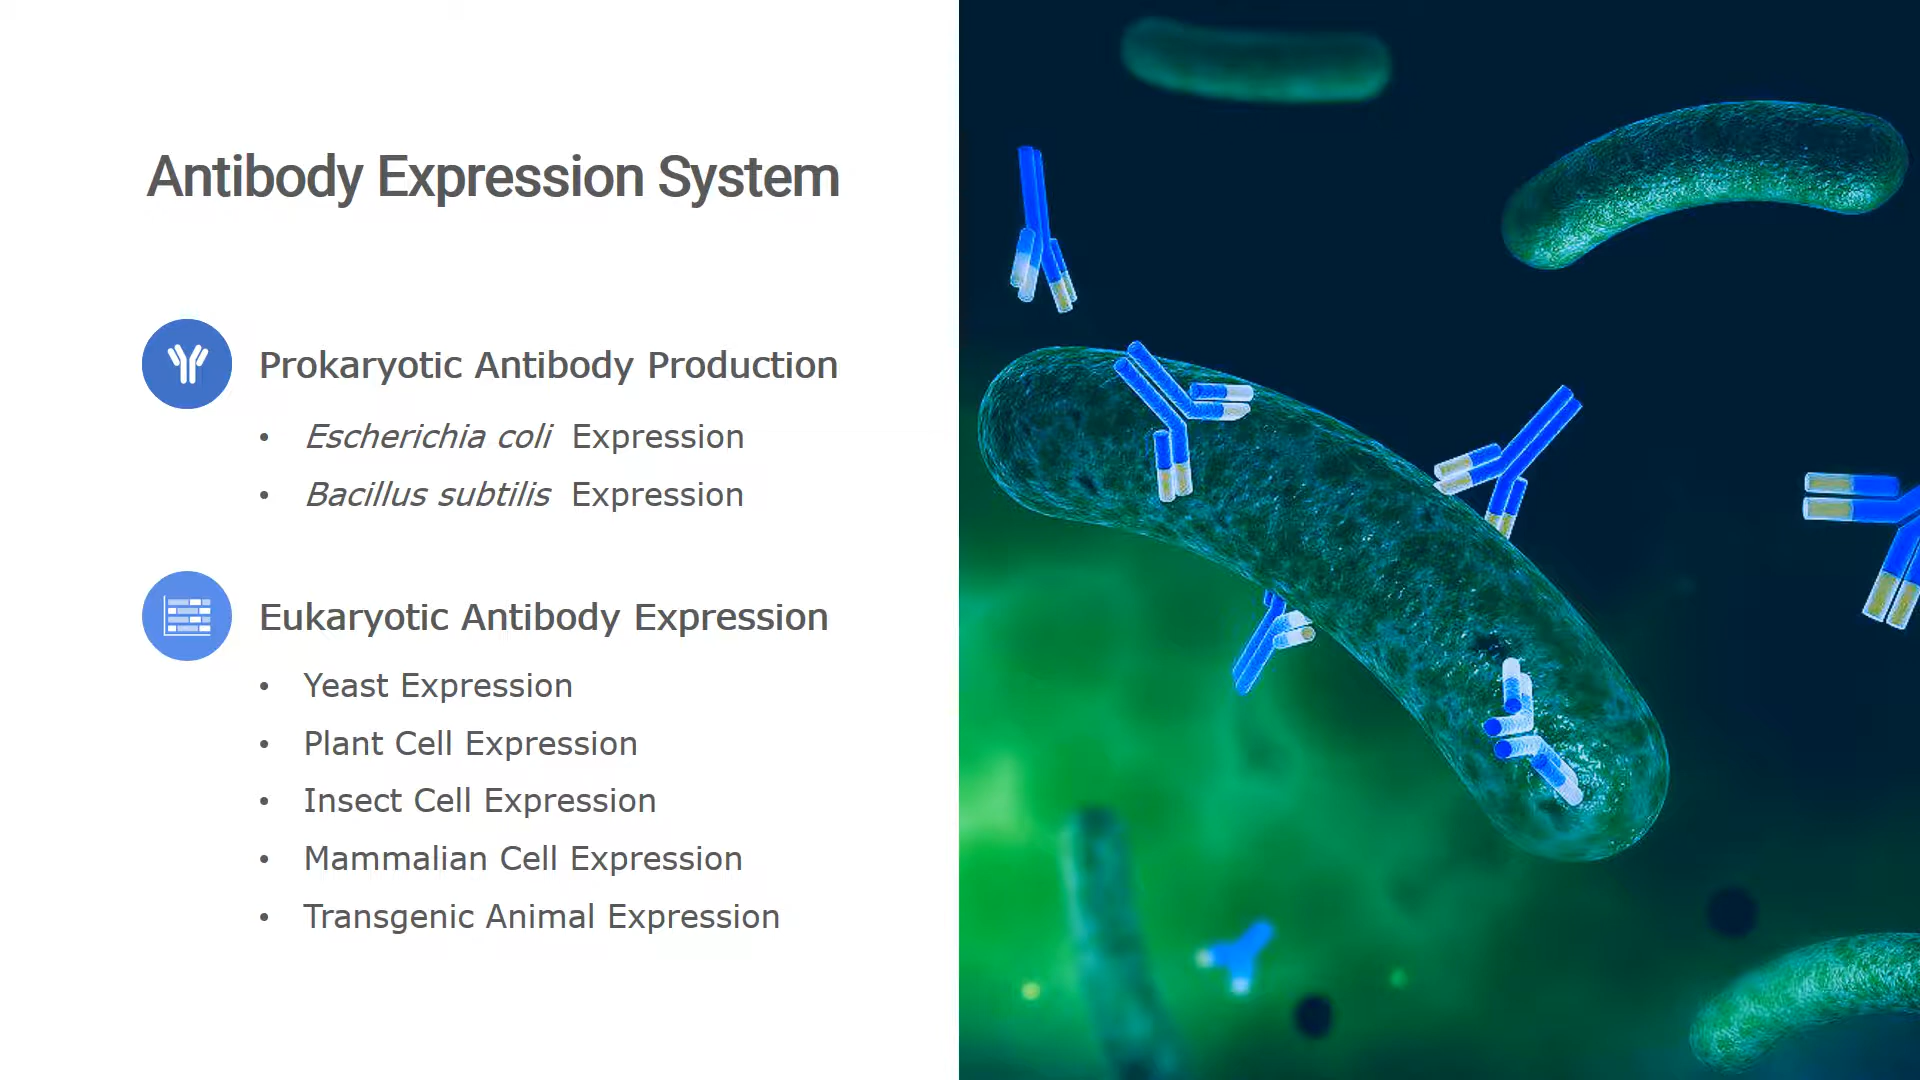 Antibody Expression System
Prokaryotic Antibody Production
• Escherichia coli Expression
• Bacillus subtilis Expression
Eukaryotic Antibody Expression
• Yeast Expression
• Plant Cell Expression
• Insect Cell Expression
• Mammalian Cell Expression
• Transgenic Animal Expression